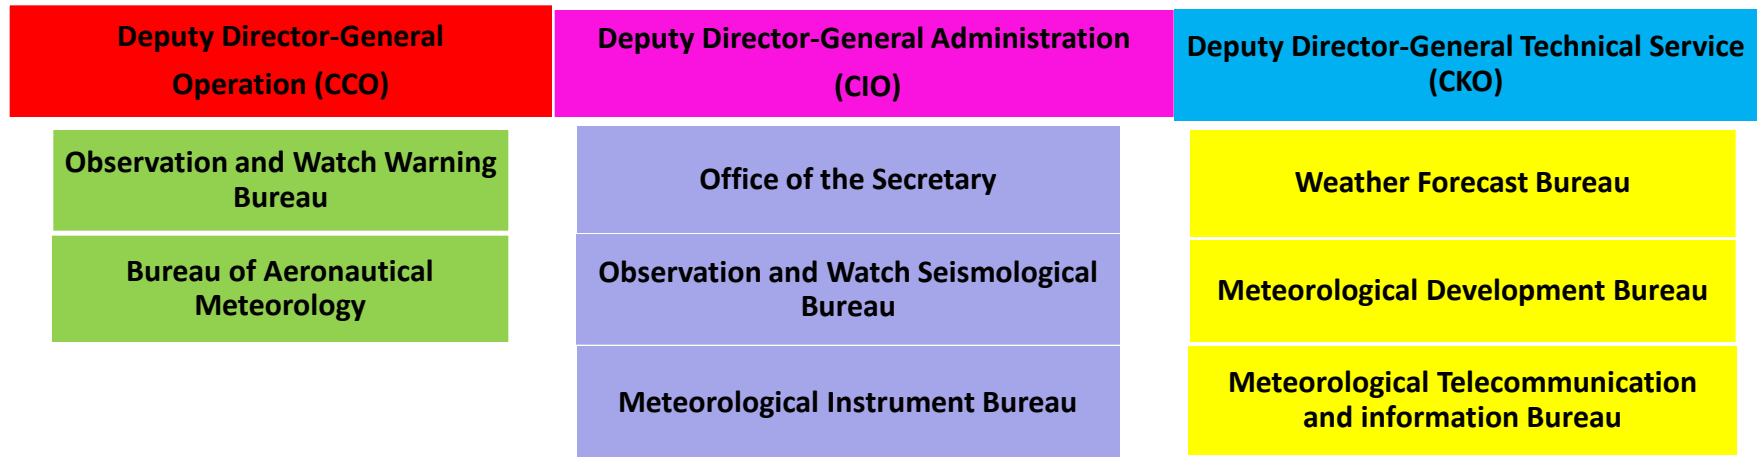 Deputy Director-General
Operation (CCO)
Deputy Director-General Administration
(CIO)
Deputy Director-General Technical Service
(CKO)
Observation and Watch Warning
Bureau
Bureau of Aeronautical
Meteorology
Office of the Secretary
Observation and Watch Seismological
Bureau
Meteorological Instrument Bureau
Weather Forecast Bureau
Meteorological Development Bureau
Meteorological Telecommunication
and information Bureau